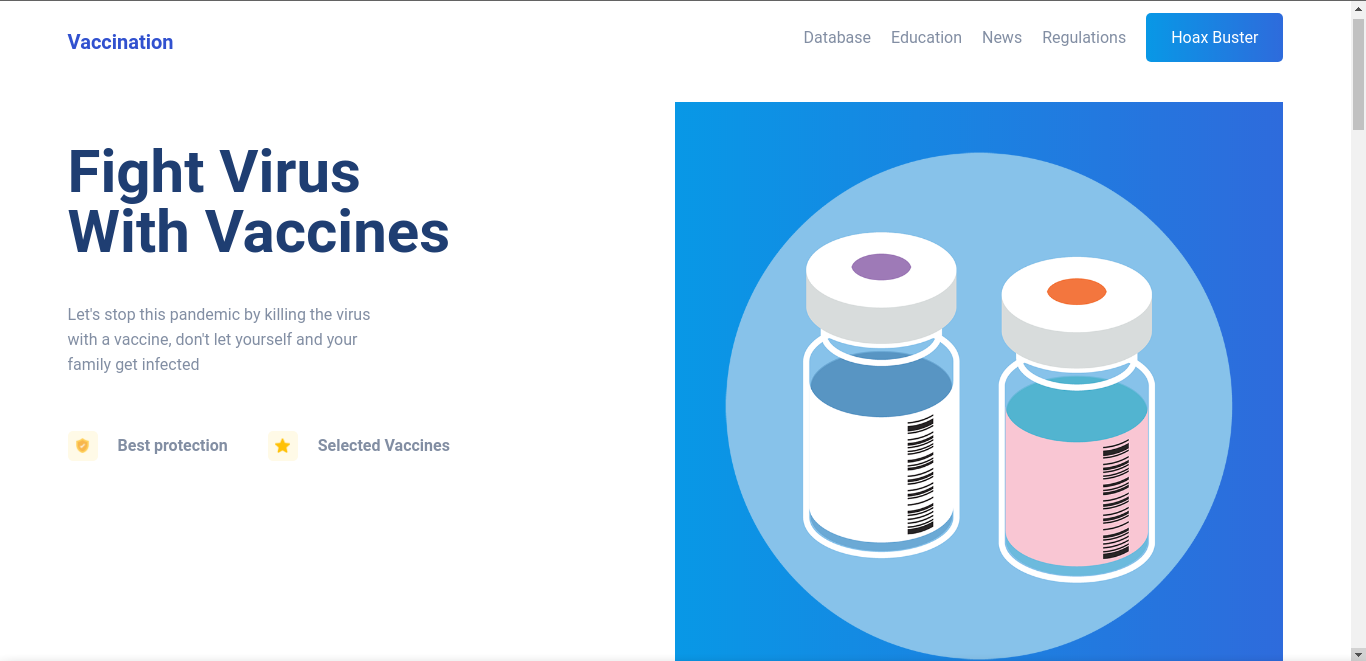 Vaccination
Database
Education
News
Regulations
Hoax Buster
Fight Virus
With Vaccines
Let's stop this pandemic by killing the virus
with a vaccine, don't let yourself and your
family get infected
Best protection
Selected Vaccines